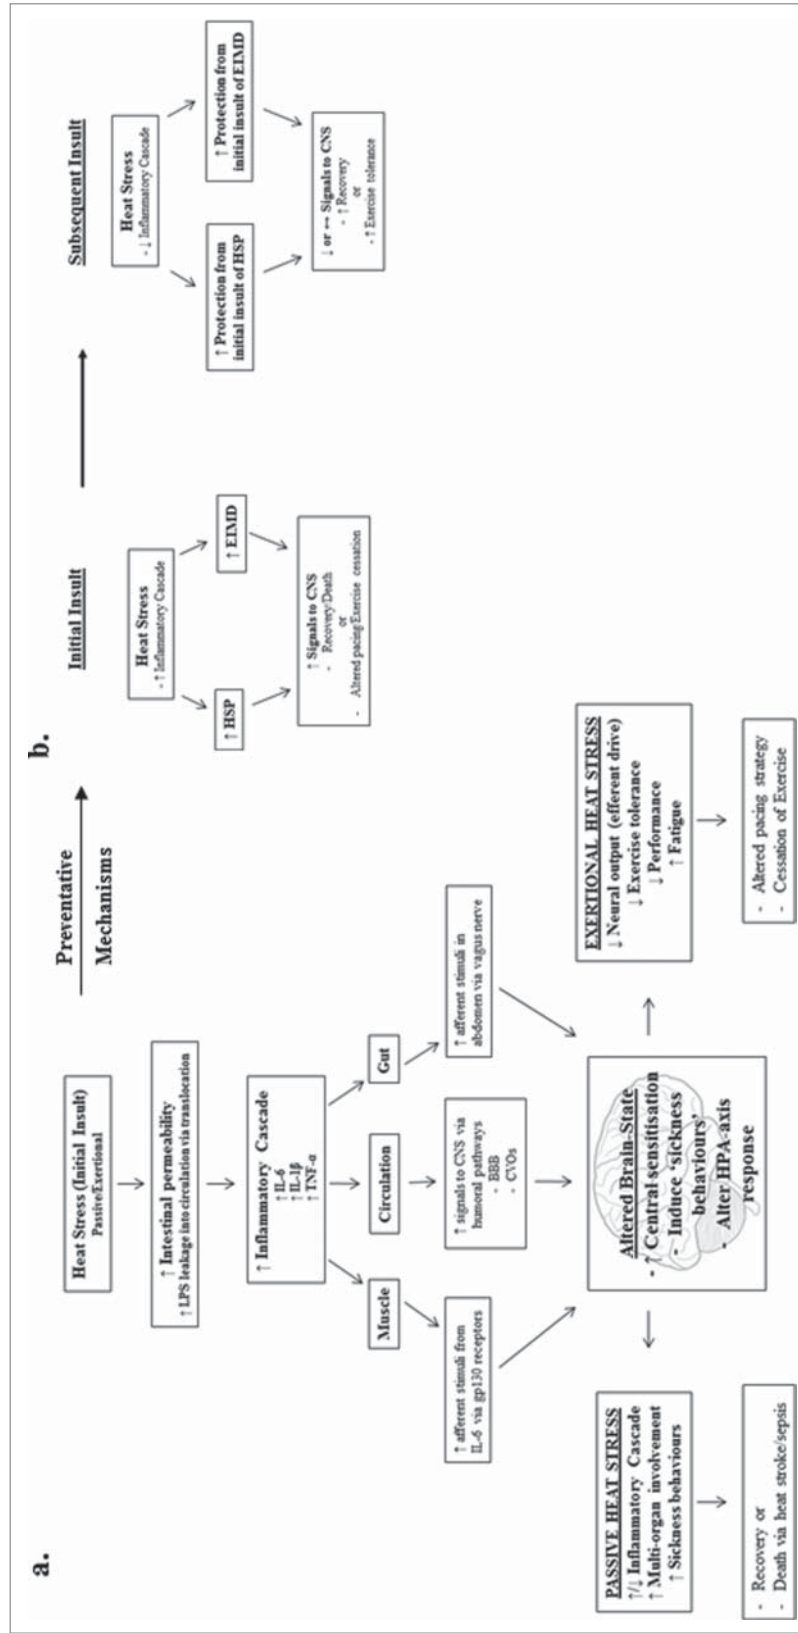 a.
Heat Stress (Initial Insult)
Passive/Exertional
↑ Intestinal permeability
↑ LPS leakage into circulation via translocation
↑ Inflammatory Cascade
↑ IL-6
↑ IL-1β
↑ TNF-α
Muscle
Circulation
Gut
↑ afferent stimuli from
IL-6 via gp130 receptors
↑ signals to CNS via
humoral pathways
- BBB
- CVOs
↑ afferent stimuli in
abdomen via vagus nerve
Altered Brain-State
- ↑ Central sensitisation
- Induce ‘sickness
behaviours’
- Alter HPA-axis
response
PASSIVE HEAT STRESS
↑/↓ Inflammatory Cascade
↑ Multi-organ involvement
↑ Sickness behaviours
- Recovery or
- Death via heat stroke/sepsis
EXERTIONAL HEAT STRESS
↓ Neural output (efferent drive)
↓ Exercise tolerance
↓ Performance
↑ Fatigue
- Altered pacing strategy
- Cessation of Exercise
Preventative
Mechanisms
b.
Initial Insult
Heat Stress
- ↑ Inflammatory Cascade
↑ HSP
↑ EIMD
↑ Signals to CNS
- Recovery/Death
or
- Altered pacing/Exercise cessation
Subsequent Insult
Heat Stress
- ↓ Inflammatory Cascade
↑ Protection from
initial insult of HSP
↑ Protection from
initial insult of EIMD
↓ or ↔ Signals to CNS
- ↑ Recovery
or
- ↑ Exercise tolerance